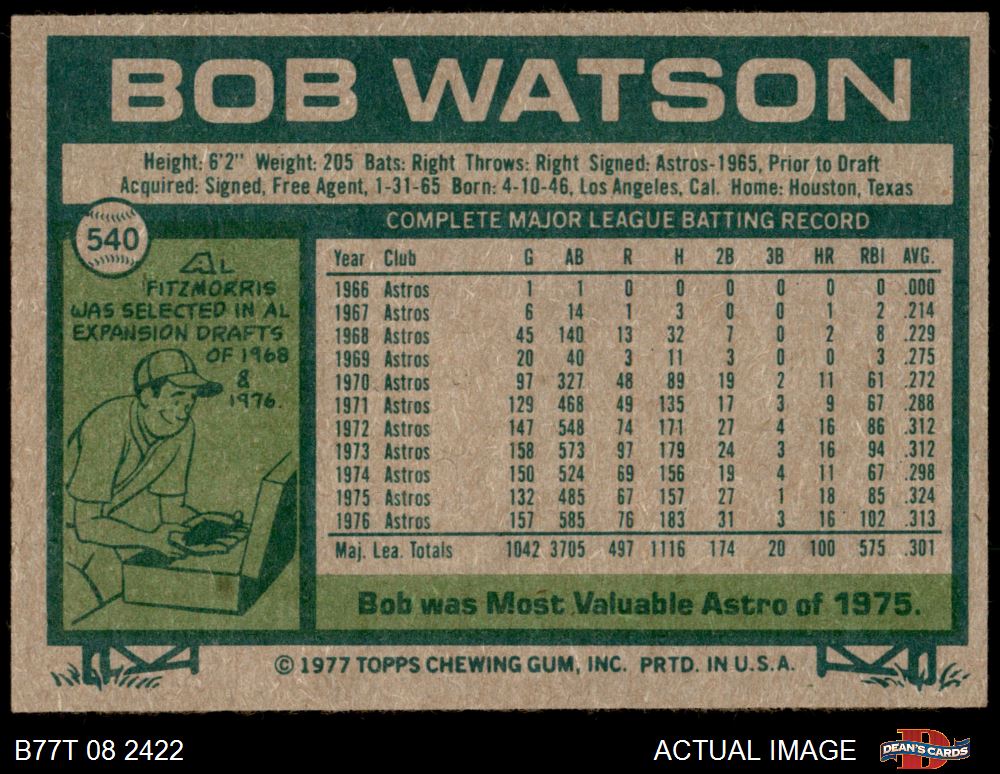 BOB WATSON
Height: 6'2" Weight: 205 Bats: Right Throws: Right Signed: Astros-1965, Prior to Draft
Acquired: Signed, Free Agent, 1-31-65 Born: 4-10-46, Los Angeles, Cal. Home: Houston, Texas
540
AL
FITZMORRIS
WAS SELECTED IN AL
EXPANSION DRAFTS
OF 1968
&
1976.
COMPLETE MAJOR LEAGUE BATTING RECORD
Year Club G AB R H 2B 3B HR RBI AVG.
1966 Astros 1 1 0 0 0 0 0 0 .000
1967 Astros 6 14 1 3 0 0 1 2 .214
1968 Astros 45 140 13 32 7 0 2 8 .229
1969 Astros 20 40 3 11 3 0 0 3 .275
1970 Astros 97 327 48 89 19 2 11 61 .272
1971 Astros 129 468 49 135 17 3 9 67 .288
1972 Astros 147 548 74 171 27 4 16 86 .312
1973 Astros 158 573 97 179 24 3 16 94 .312
1974 Astros 150 524 69 156 19 4 11 67 .298
1975 Astros 132 485 67 157 27 1 18 85 .324
1976 Astros 157 585 76 183 31 3 16 102 .313
Maj. Lea. Totals 1042 3705 497 1116 174 20 100 575 .301
Bob was Most Valuable Astro of 1975.
© 1977 TOPPS CHEWING GUM, INC. PRTD. IN U.S.A.
B77T 08 2422
ACTUAL IMAGE
DEAN'S CARDS